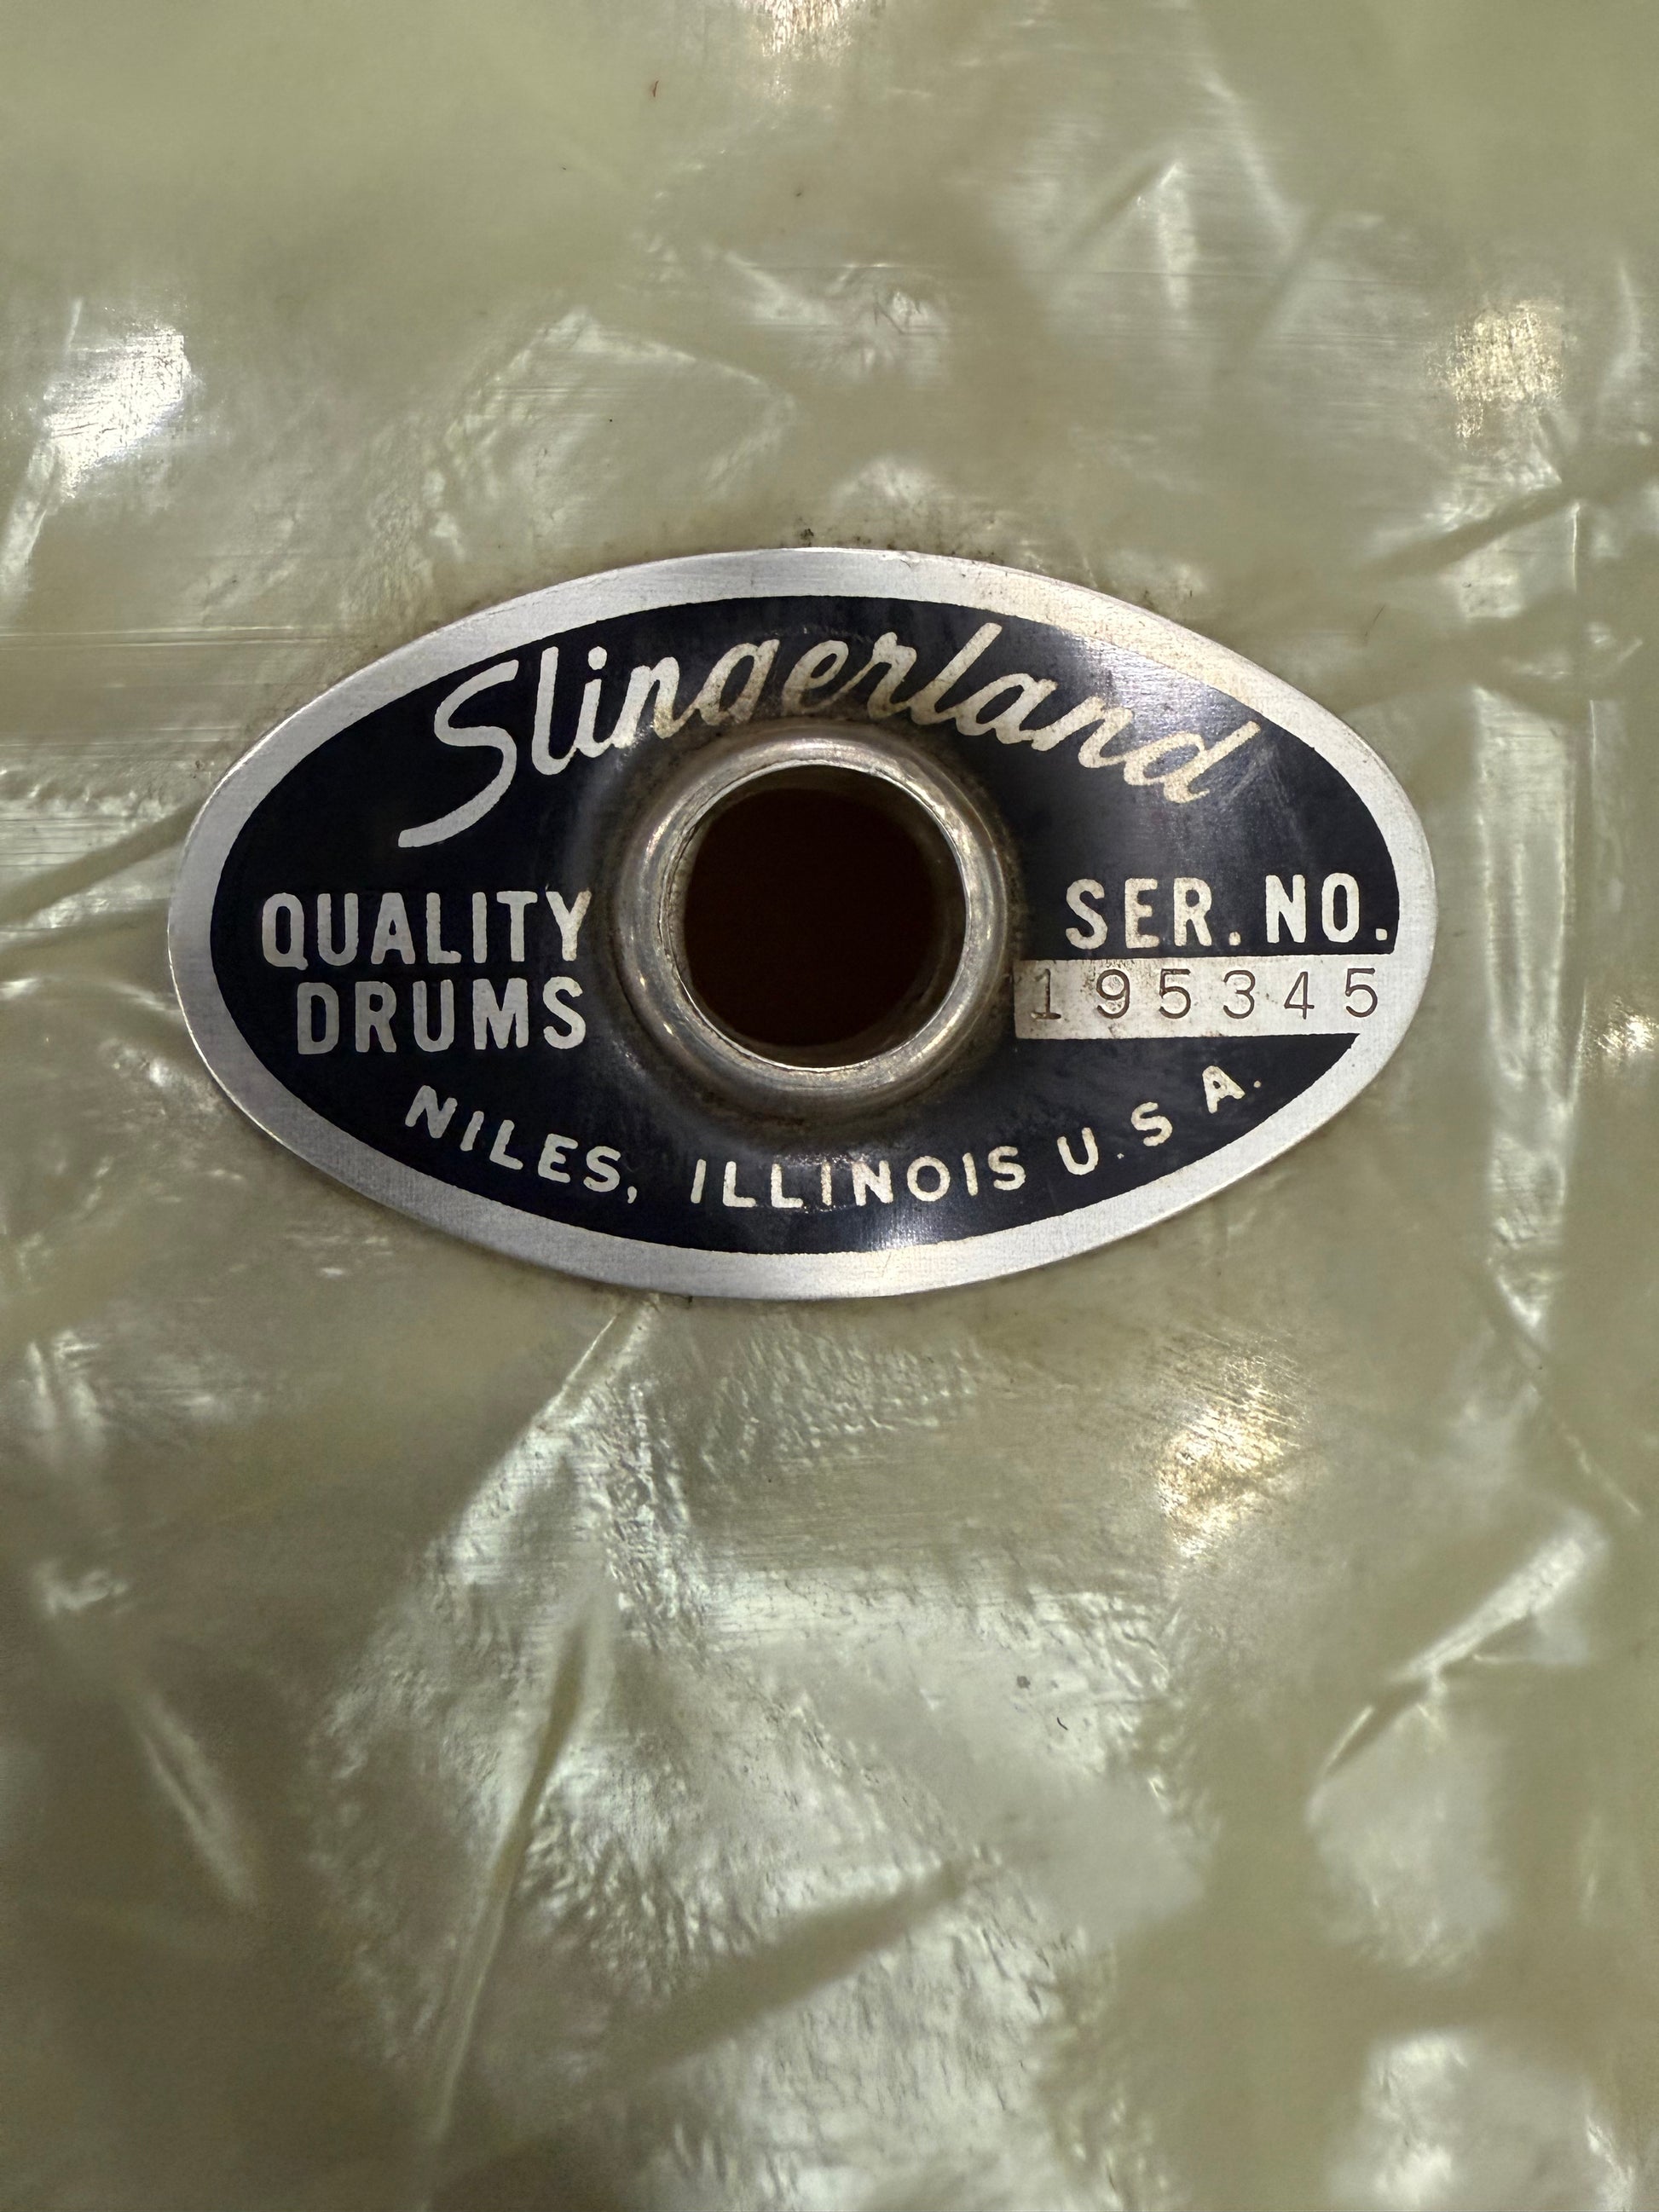 Slingerland
QUALITY
DRUMS
SER. NO.
195345
NILES, ILLINOIS U.S A.